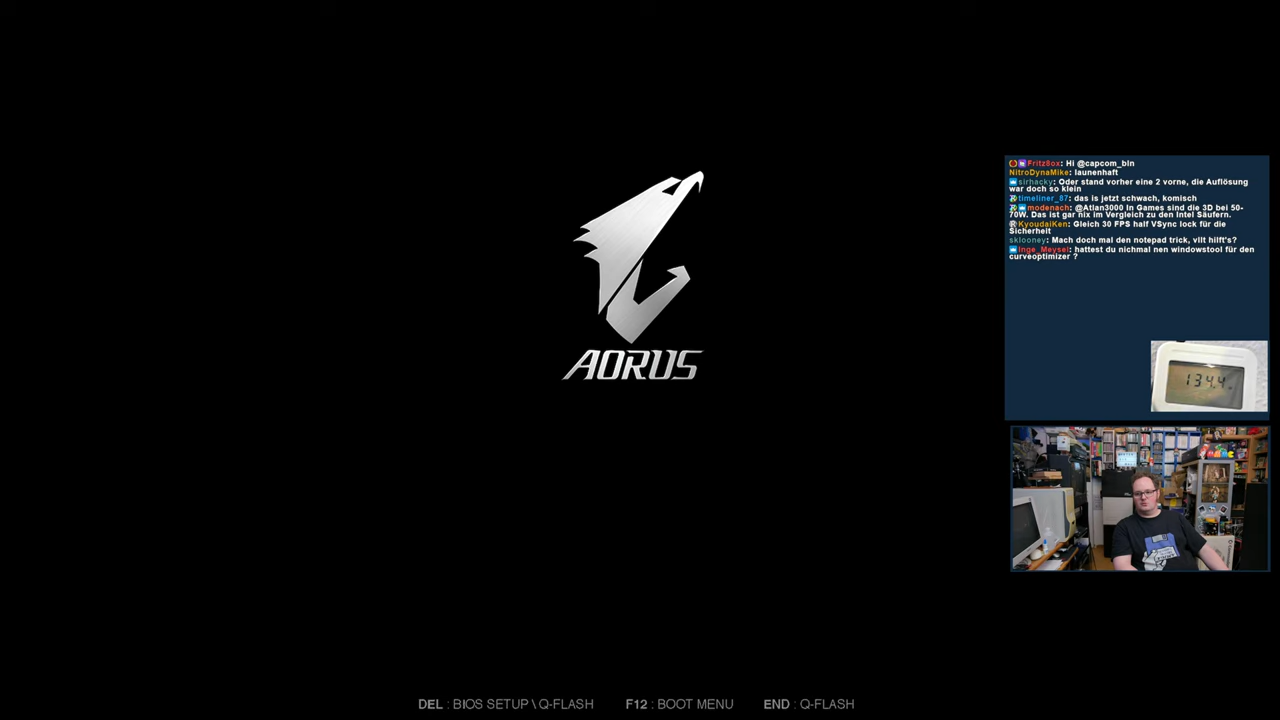 AORUS
DEL : BIOS SETUP \ Q-FLASH
F12 : BOOT MENU
END : Q-FLASH
Fritz8ox: Hi @capcom_bln
NitroDynaMike: launenhaft
sirhacky: Oder stand vorher eine 2 vorne, die Auflösung
war doch so klein
timeliner_87: das is jetzt schwach, komisch
modenach: @Atlan3000 In Games sind die 3D bei 50-
70W. Das ist gar nix im Vergleich zu den Intel Säufern.
KyoudaiKen: Gleich 30 FPS half VSync lock für die
Sicherheit
sklooney: Mach doch mal den notepad trick, vllt hilft's?
Inge_Meysel: hattest du nichmal nen windowstool für den
curveoptimizer ?
134.4